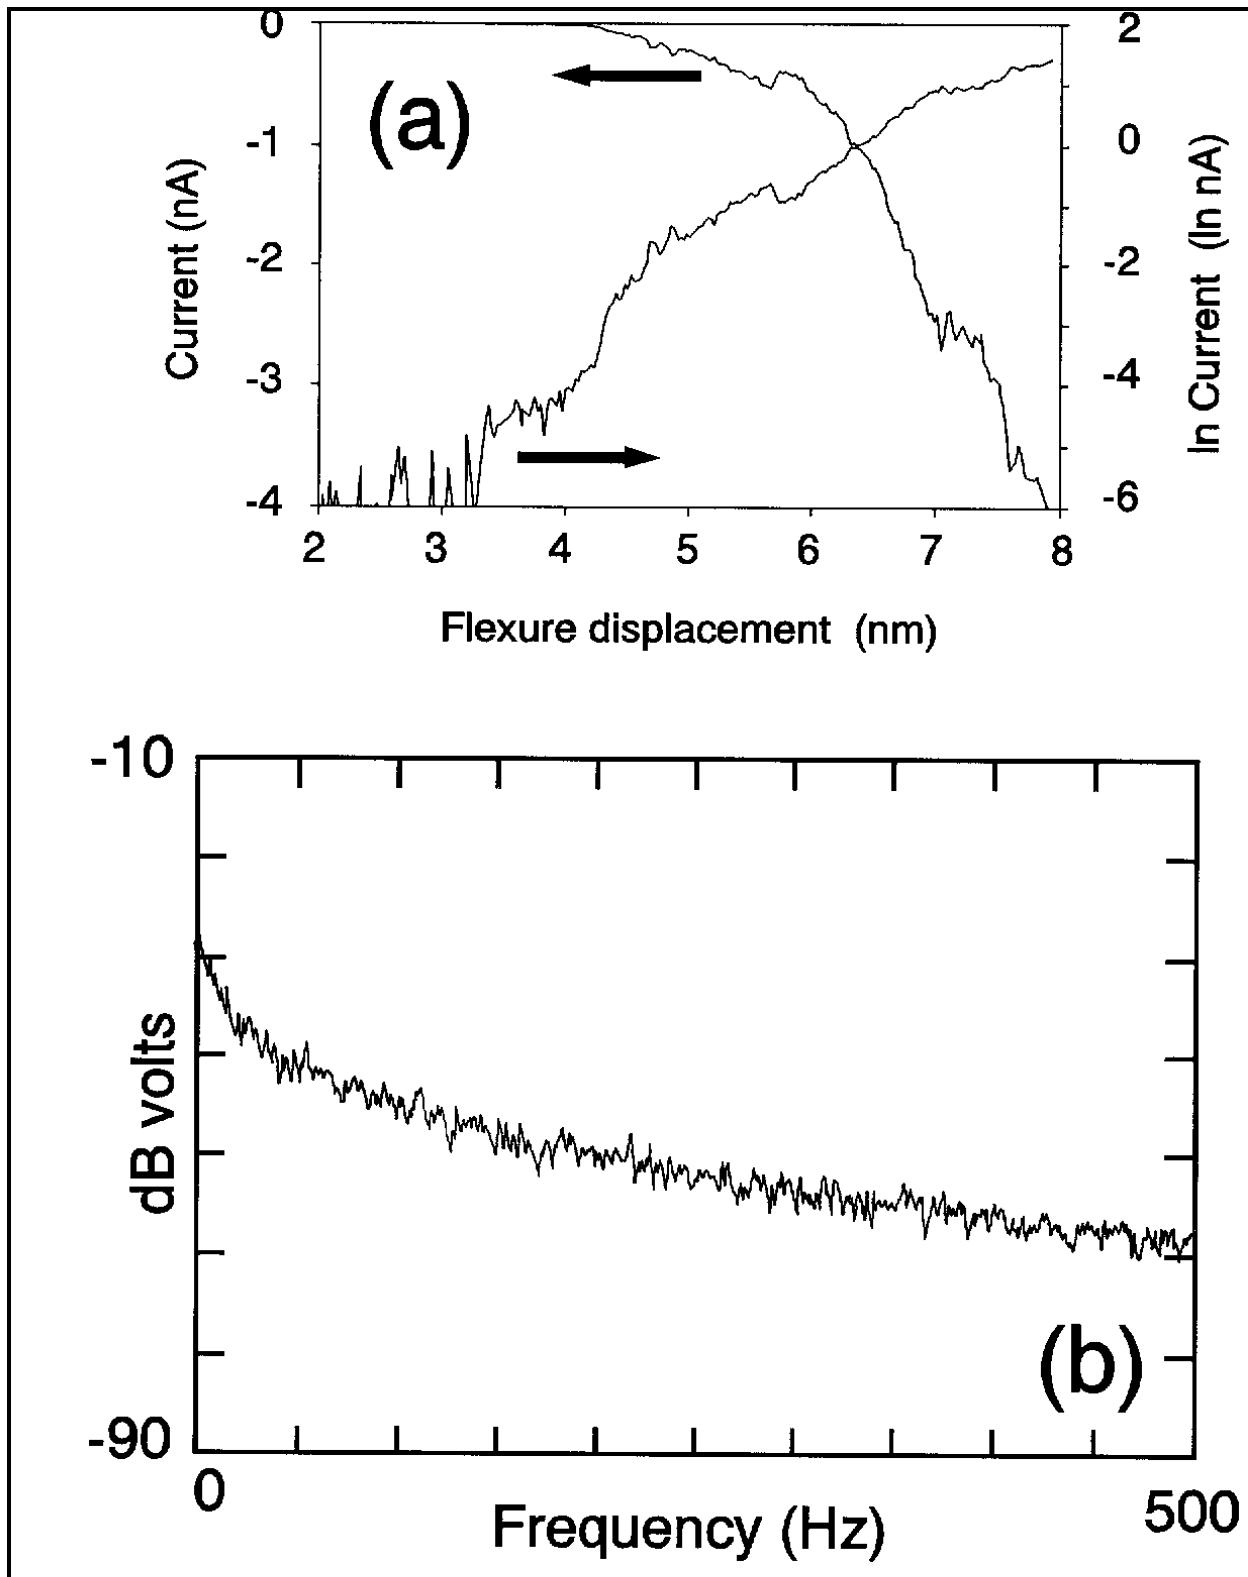 0
-1
-2
-3
-4
Current (nA)
(a)
2
0
-2
-4
-6
ln Current (ln nA)
2 3 4 5 6 7 8
Flexure displacement (nm)
-10
-90
dB volts
(b)
0
500
Frequency (Hz)